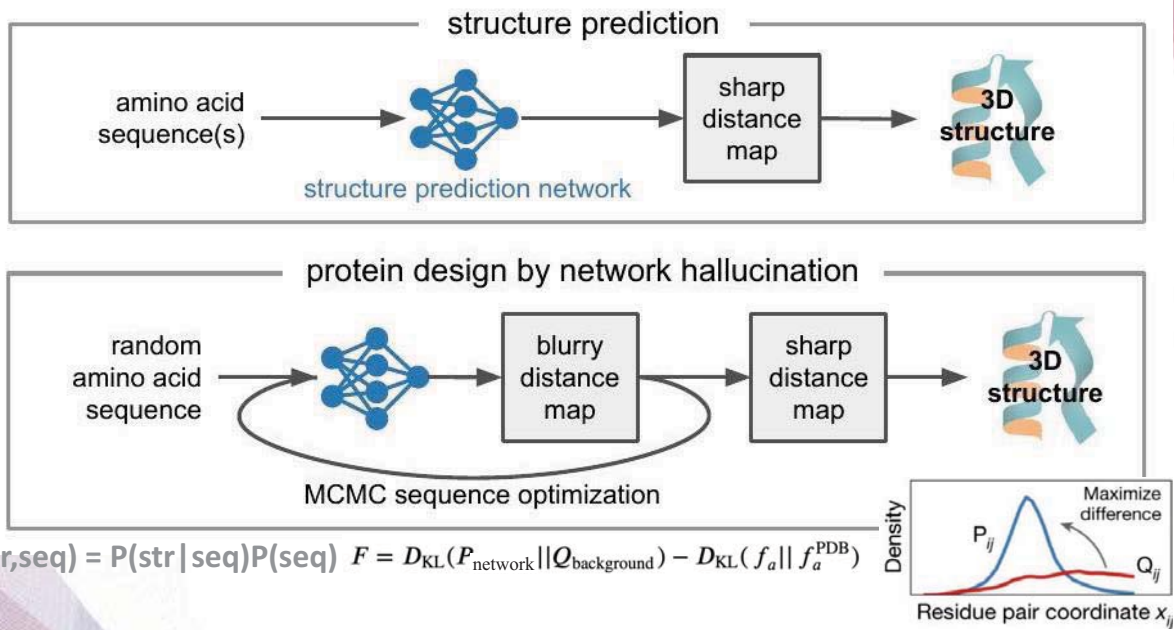 structure prediction
amino acid
sequence(s)
structure prediction network
sharp
distance
map
3D
structure
protein design by network hallucination
random
amino acid
sequence
blurry
distance
map
sharp
distance
map
3D
structure
MCMC sequence optimization
r,seq) = P(str|seq)P(seq) F = D_KL(P_network||Q_background) − D_KL( f_a|| f_a^PDB)
Density
P_ij
Maximize
difference
Q_ij
Residue pair coordinate x_ij